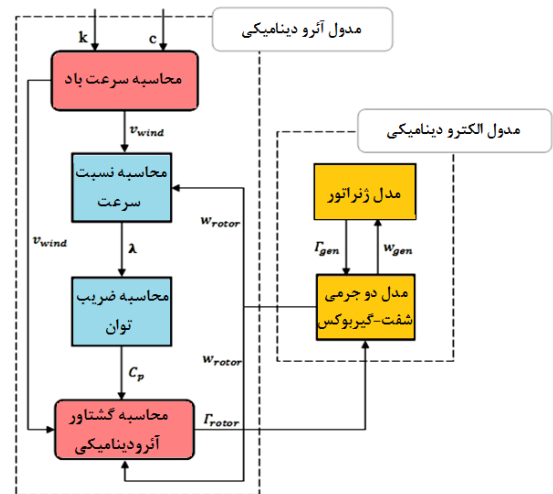 مدول آئرو دینامیکی
k
c
محاسبه سرعت باد
v_wind
مدول الکترو دینامیکی
محاسبه نسبت
سرعت
مدل ژنراتور
w_rotor
v_wind
λ
Γ_gen
w_gen
محاسبه ضریب
توان
مدل دو جرمی
شفت-گیربوکس
w_rotor
C_p
محاسبه گشتاور
آئرودینامیکی
Γ_rotor